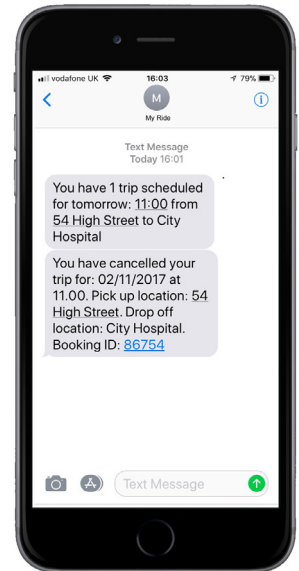 vodafone UK 16:03 79%
M
My Ride
Text Message
Today 16:01
You have 1 trip scheduled
for tomorrow: 11:00 from
54 High Street to City
Hospital
You have cancelled your
trip for: 02/11/2017 at
11.00. Pick up location: 54
High Street. Drop off
location: City Hospital.
Booking ID: 86754
Text Message